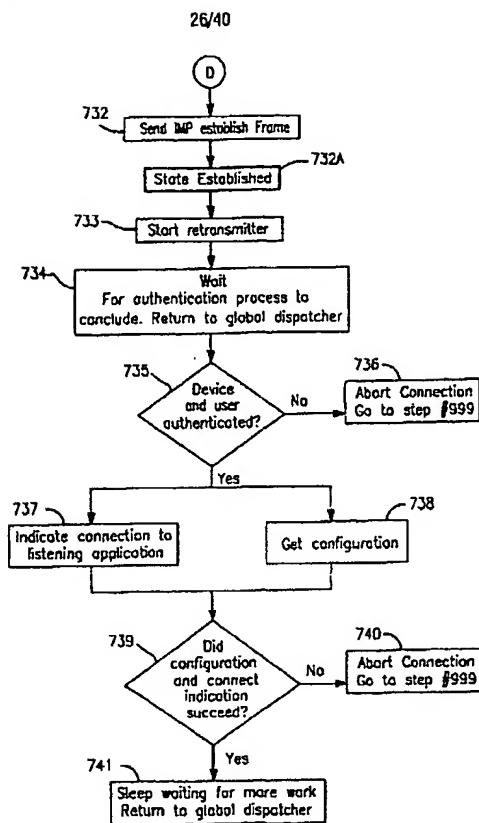 26/40
D
732
Send IMP establish Frame
732A
State Established
733
Start retransmitter
734
Wait
For authentication process to
conclude. Return to global dispatcher
735
Device
and user
authenticated?
No
736
Abort Connection
Go to step #999
Yes
737
Indicate connection to
listening application
738
Get configuration
739
Did
configuration
and connect
indication
succeed?
No
740
Abort Connection
Go to step #999
Yes
741
Sleep waiting for more work
Return to global dispatcher